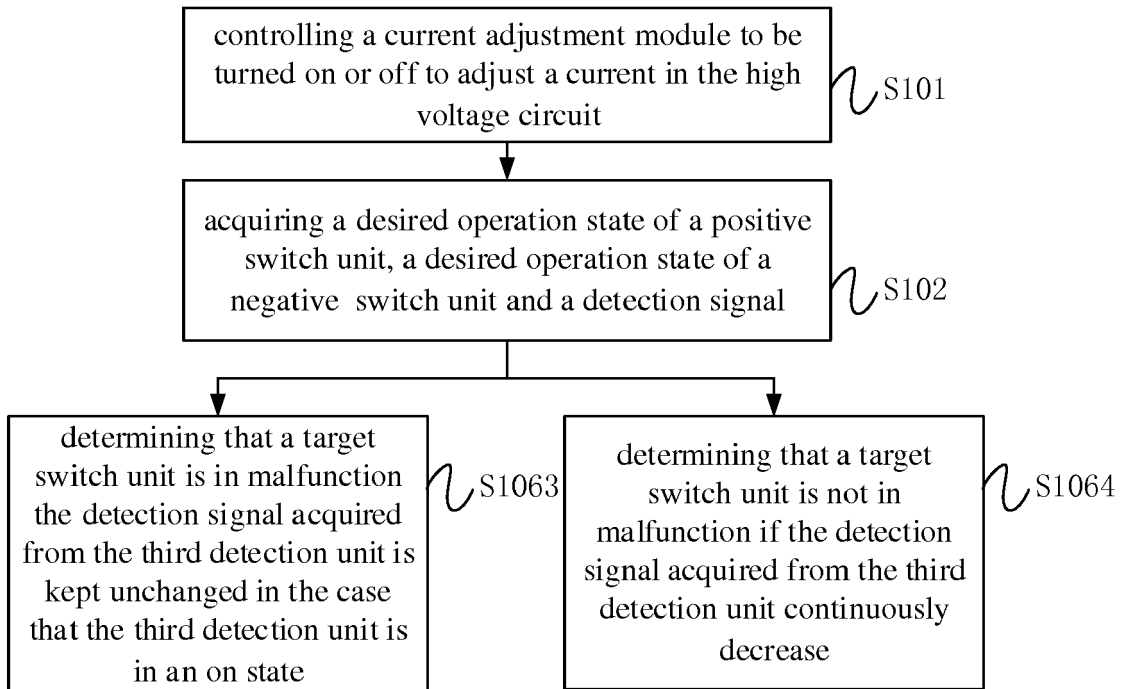 controlling a current adjustment module to be
turned on or off to adjust a current in the high
voltage circuit
S101
acquiring a desired operation state of a positive
switch unit, a desired operation state of a
negative switch unit and a detection signal
S102
determining that a target
switch unit is in malfunction
the detection signal acquired
from the third detection unit is
kept unchanged in the case
that the third detection unit is
in an on state
S1063
determining that a target
switch unit is not in
malfunction if the detection
signal acquired from the third
detection unit continuously
decrease
S1064